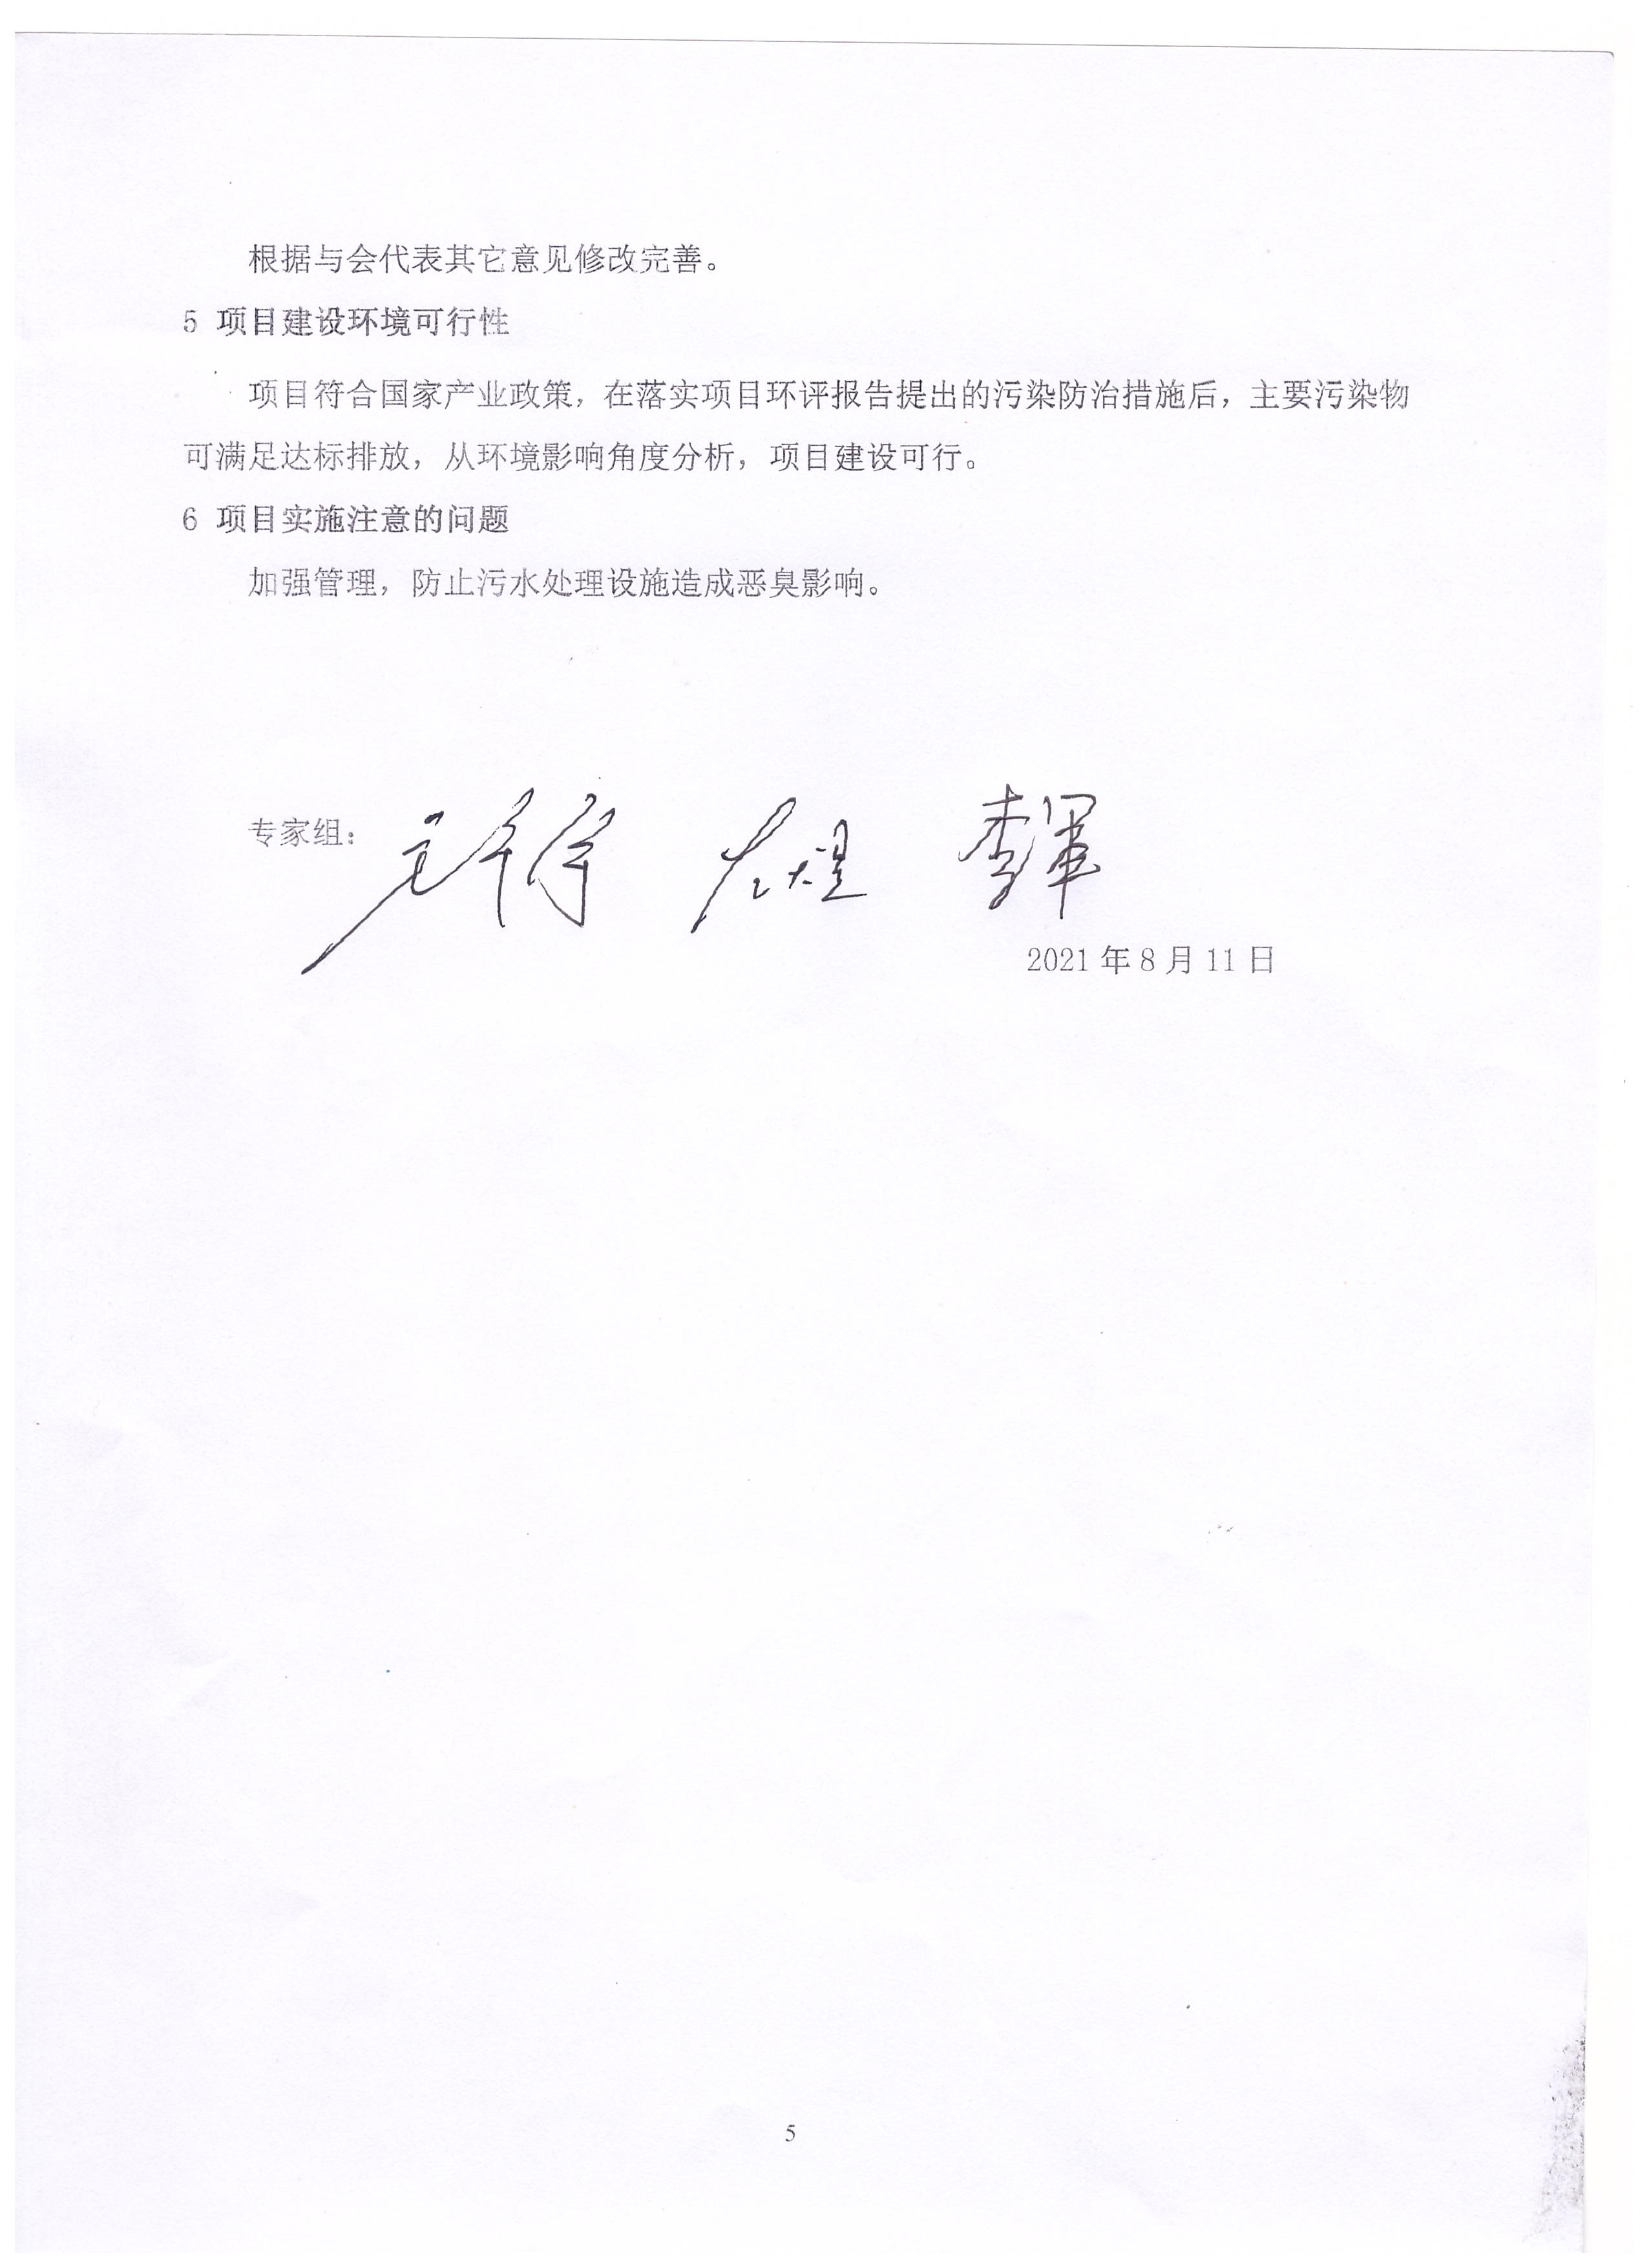 根据与会代表其它意见修改完善。
5 项目建设环境可行性
项目符合国家产业政策，在落实项目环评报告提出的污染防治措施后，主要污染物
可满足达标排放，从环境影响角度分析，项目建设可行。
6 项目实施注意的问题
加强管理，防止污水处理设施造成恶臭影响。
专家组：
2021 年 8 月 11 日
5